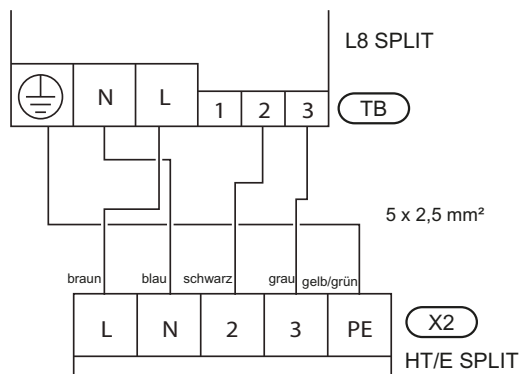 L8 SPLIT
N L 1 2 3 TB
5 x 2,5 mm²
braun blau schwarz grau gelb/grün
L N 2 3 PE X2
HT/E SPLIT